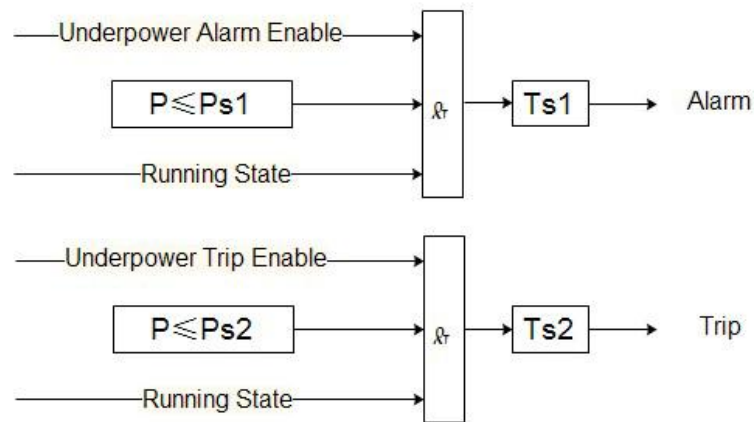 Underpower Alarm Enable
P≤Ps1
&
Ts1
Alarm
Running State
Underpower Trip Enable
P≤Ps2
&
Ts2
Trip
Running State